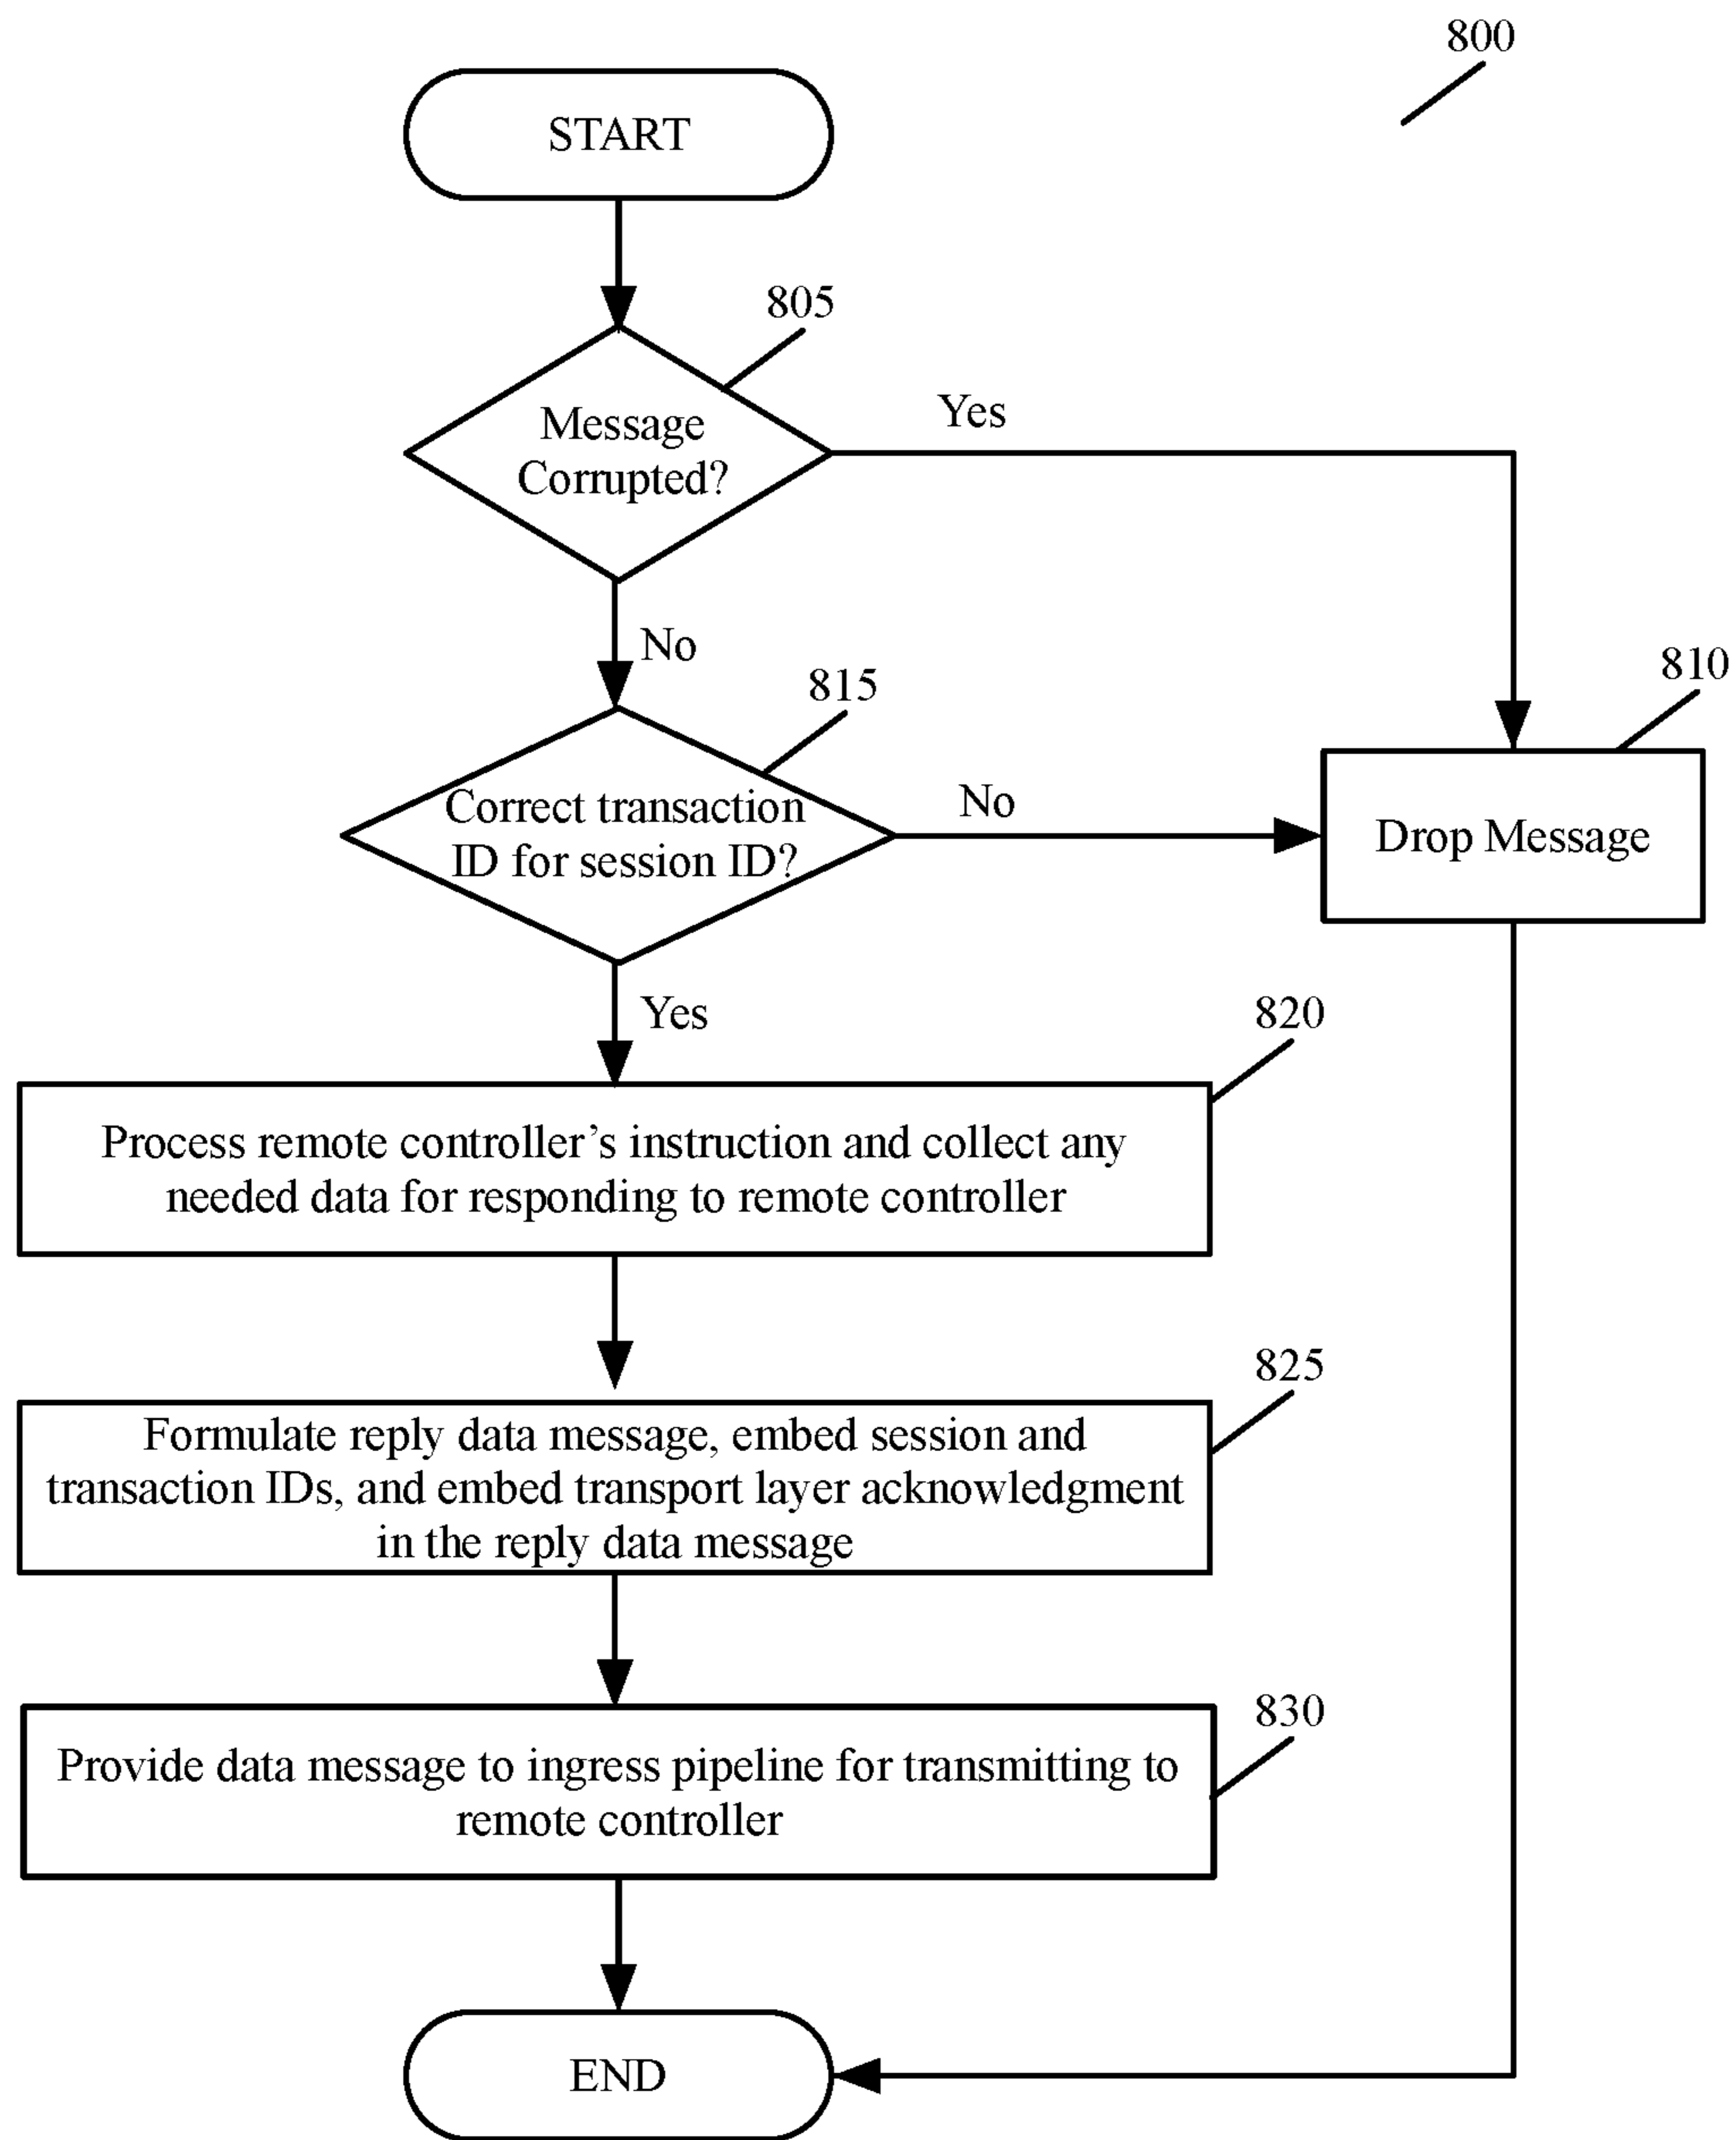 800
START
805
Message
Corrupted?
Yes
No
810
815
Correct transaction
ID for session ID?
No
Drop Message
Yes
820
Process remote controller’s instruction and collect any
needed data for responding to remote controller
825
Formulate reply data message, embed session and
transaction IDs, and embed transport layer acknowledgment
in the reply data message
830
Provide data message to ingress pipeline for transmitting to
remote controller
END